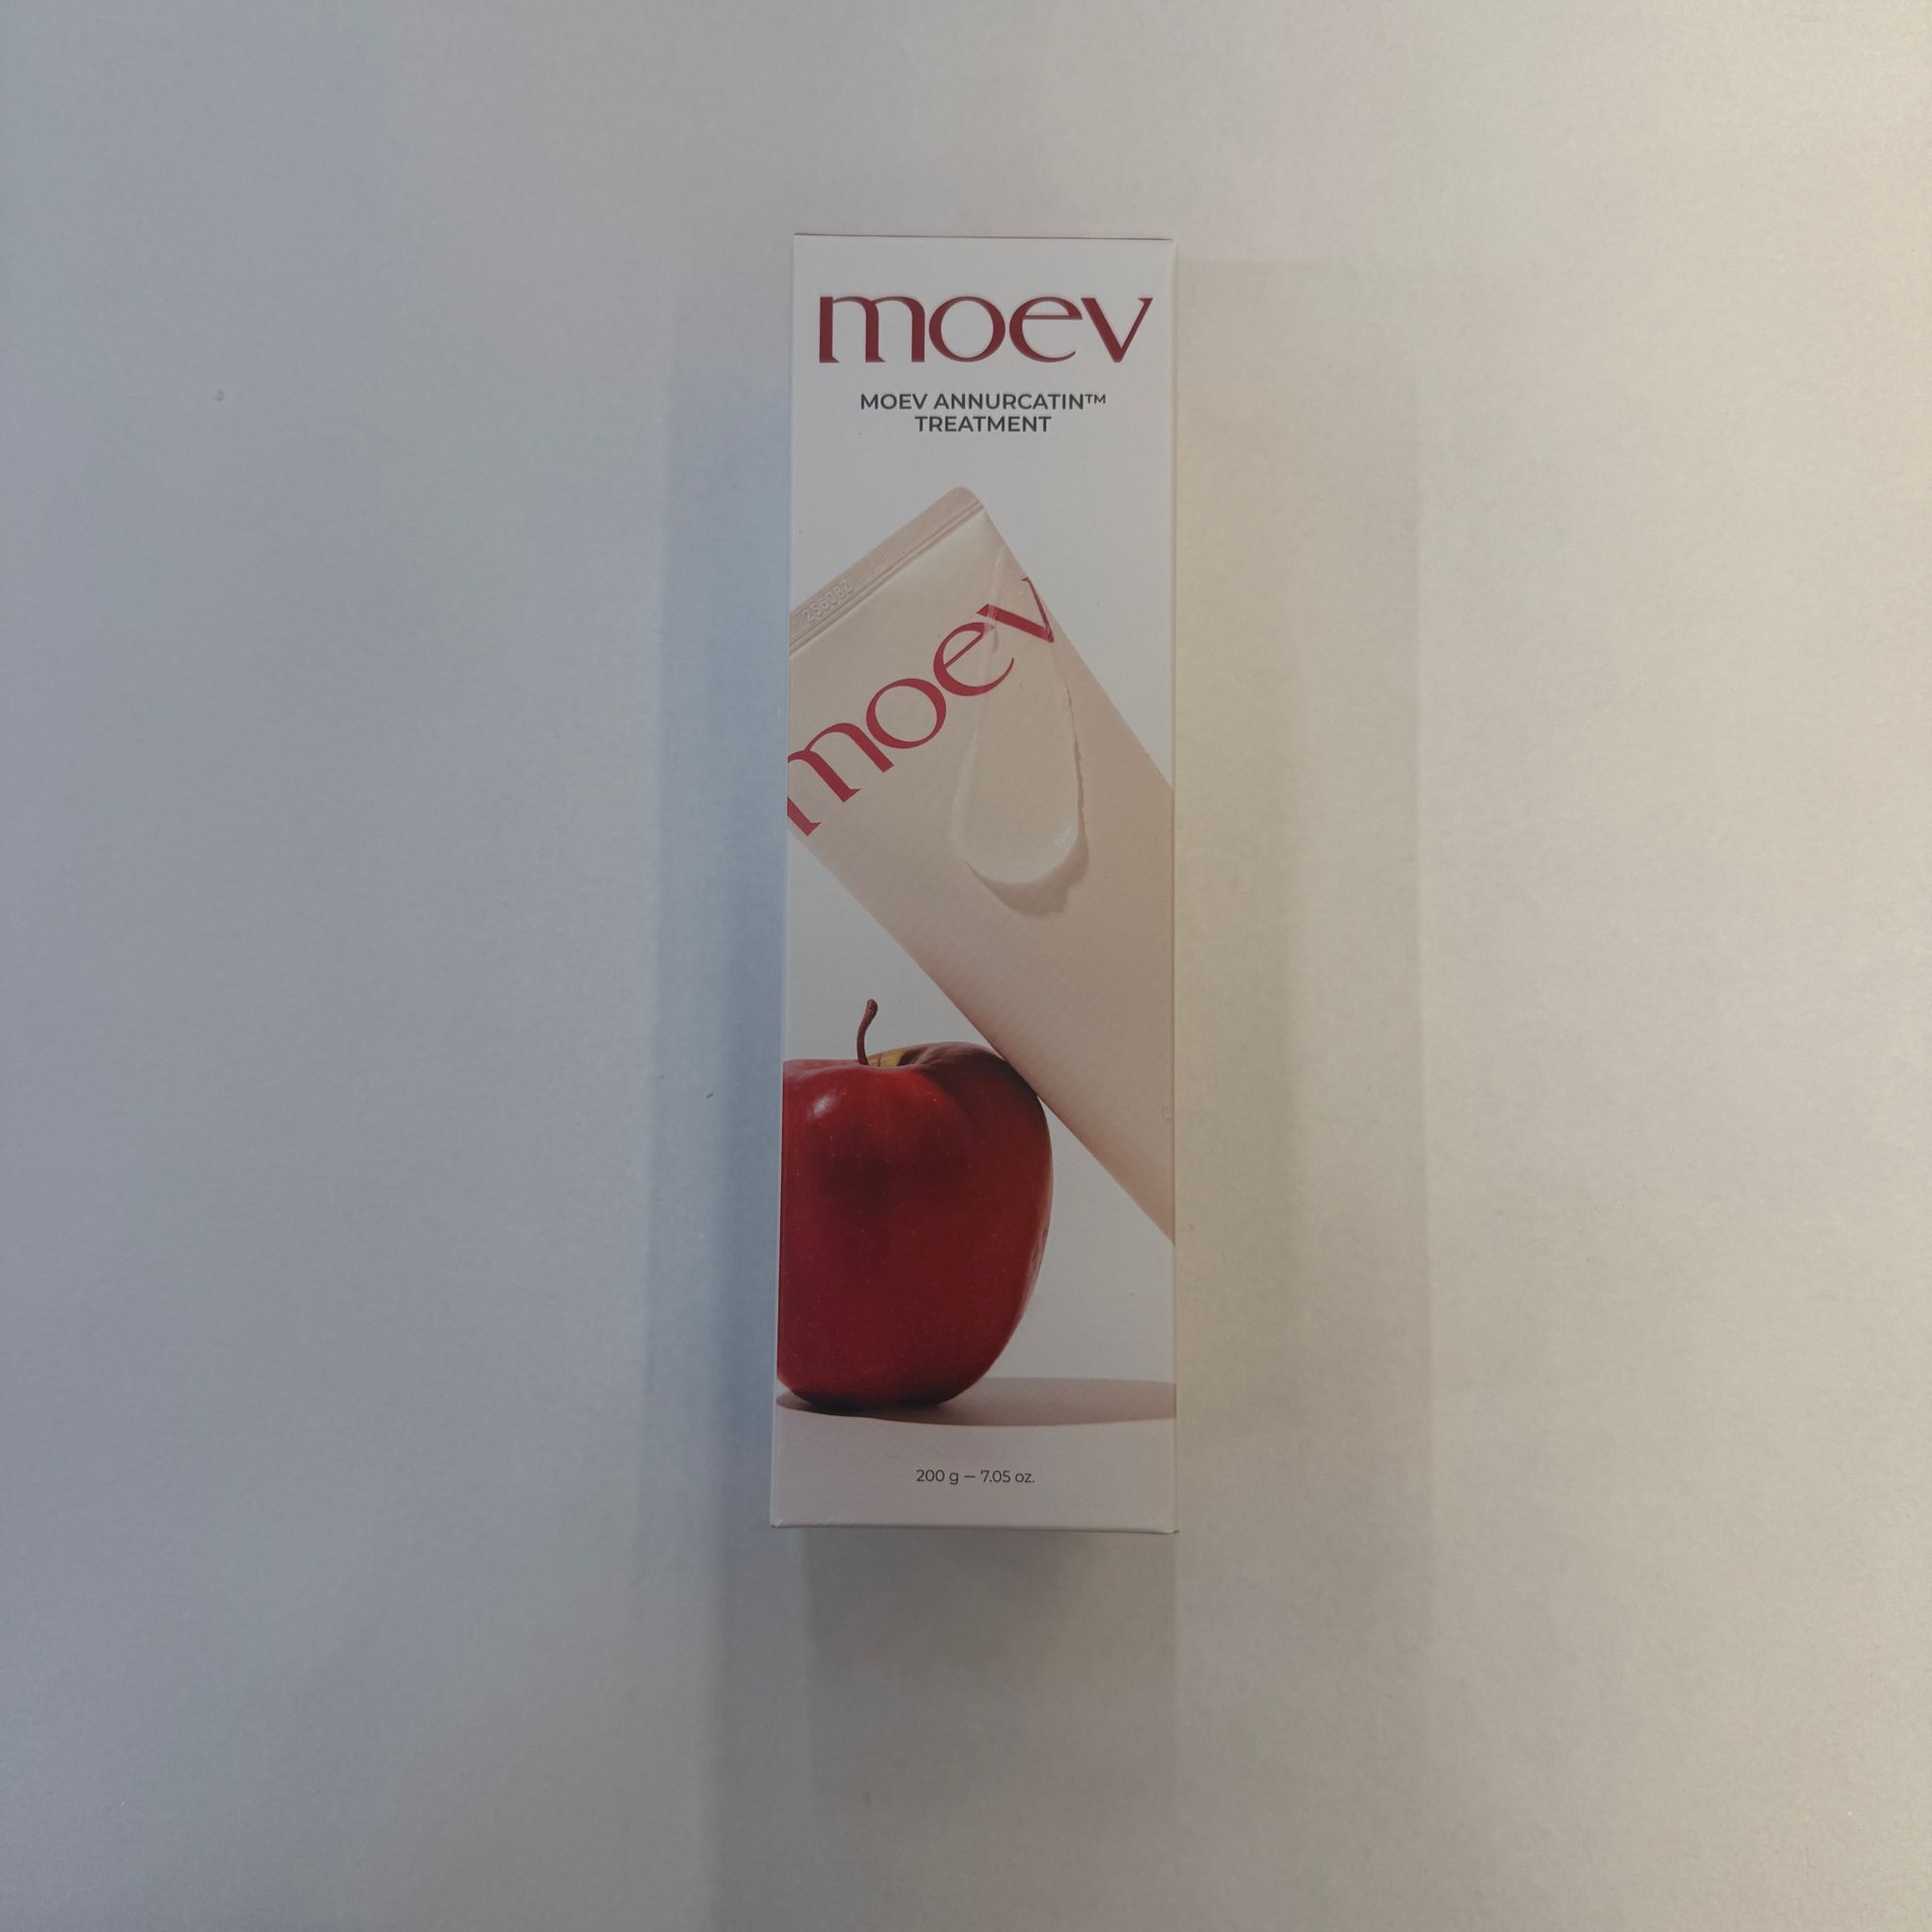 moev
MOEV ANNURCATIN™
TREATMENT
moev
200 g — 7.05 oz.